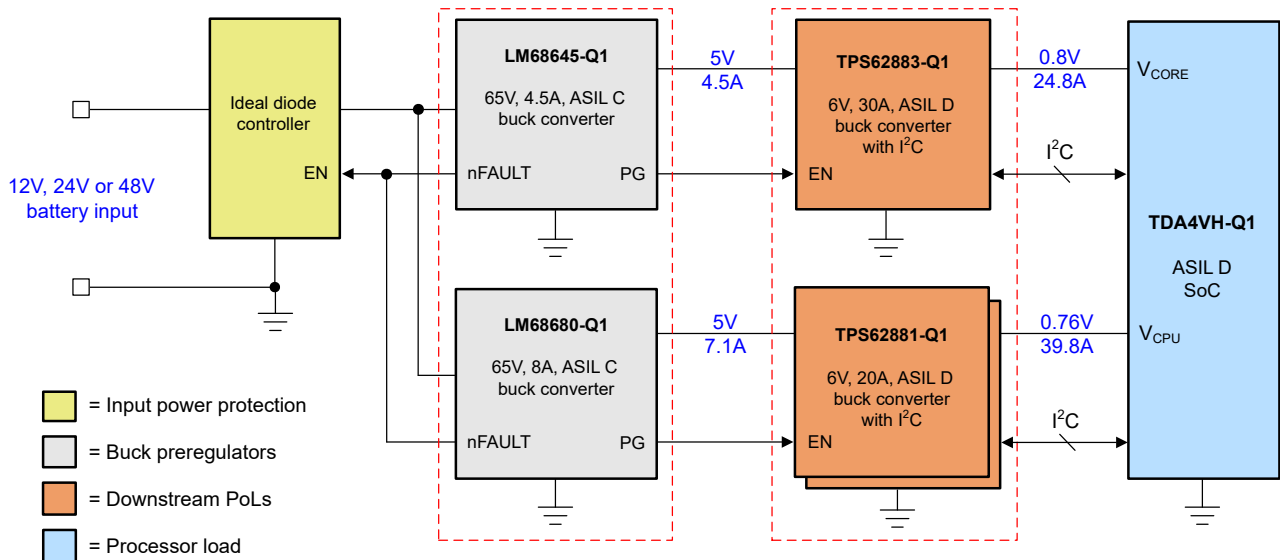 12V, 24V or 48V
battery input
Ideal diode
controller
EN
LM68645-Q1
65V, 4.5A, ASIL C
buck converter
nFAULT
PG
5V
4.5A
TPS62883-Q1
6V, 30A, ASIL D
buck converter
with I²C
EN
0.8V
24.8A
I²C
VCORE
TDA4VH-Q1
ASIL D
SoC
VCPU
LM68680-Q1
65V, 8A, ASIL C
buck converter
nFAULT
PG
5V
7.1A
TPS62881-Q1
6V, 20A, ASIL D
buck converter
with I²C
EN
0.76V
39.8A
I²C
= Input power protection
= Buck preregulators
= Downstream PoLs
= Processor load